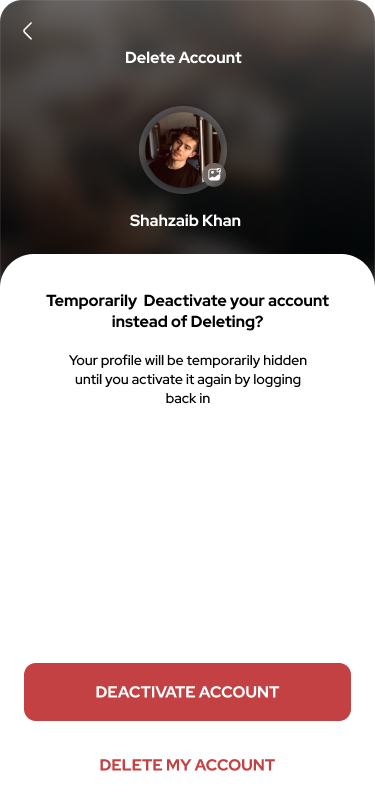 Delete Account
Shahzaib Khan
Temporarily Deactivate your account
instead of Deleting?
Your profile will be temporarily hidden
until you activate it again by logging
back in
DEACTIVATE ACCOUNT
DELETE MY ACCOUNT